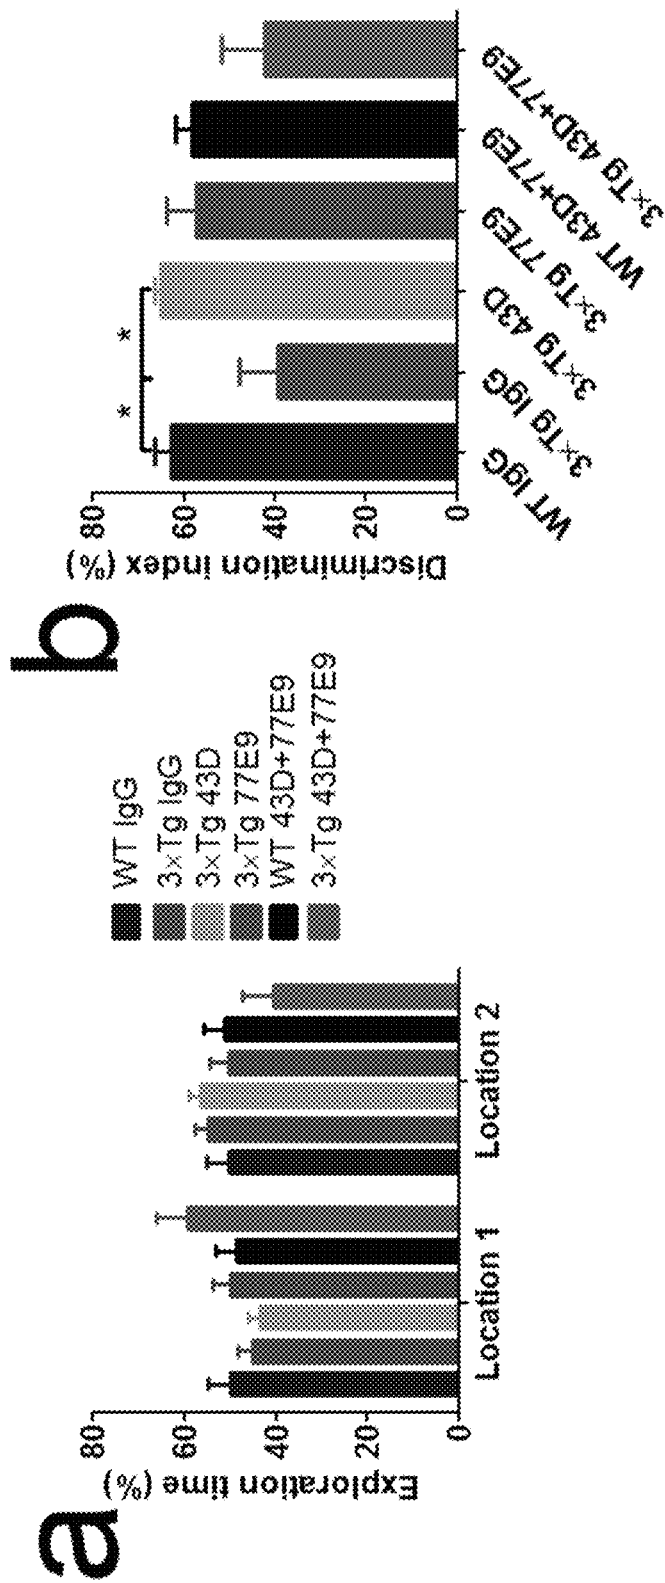 a
Exploration time (%)
80
60
40
20
0
Location 1
Location 2
WT IgG
3×Tg IgG
3×Tg 43D
3×Tg 77E9
WT 43D+77E9
3×Tg 43D+77E9
b
Discrimination index (%)
80
60
40
20
0
* *
WT IgG
3×Tg IgG
3×Tg 43D
3×Tg 77E9
WT 43D+77E9
3×Tg 43D+77E9